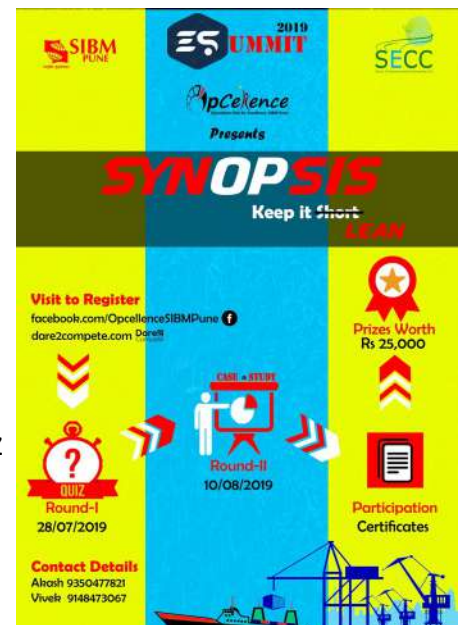 SIBM
PUNE
ES UMMIT
2019
SECC
OpCellence
Presents
SYNOPSIS
Keep it Short
LEAN
Visit to Register
facebook.com/OpcellenceSIBMPune f
dare2compete.com
Prizes Worth
Rs 25,000
CASE STUDY
?
QUIZ
Round-I
28/07/2019
Round-II
10/08/2019
Participation
Certificates
Contact Details
Akash 9350477821
Vivek 9148473067